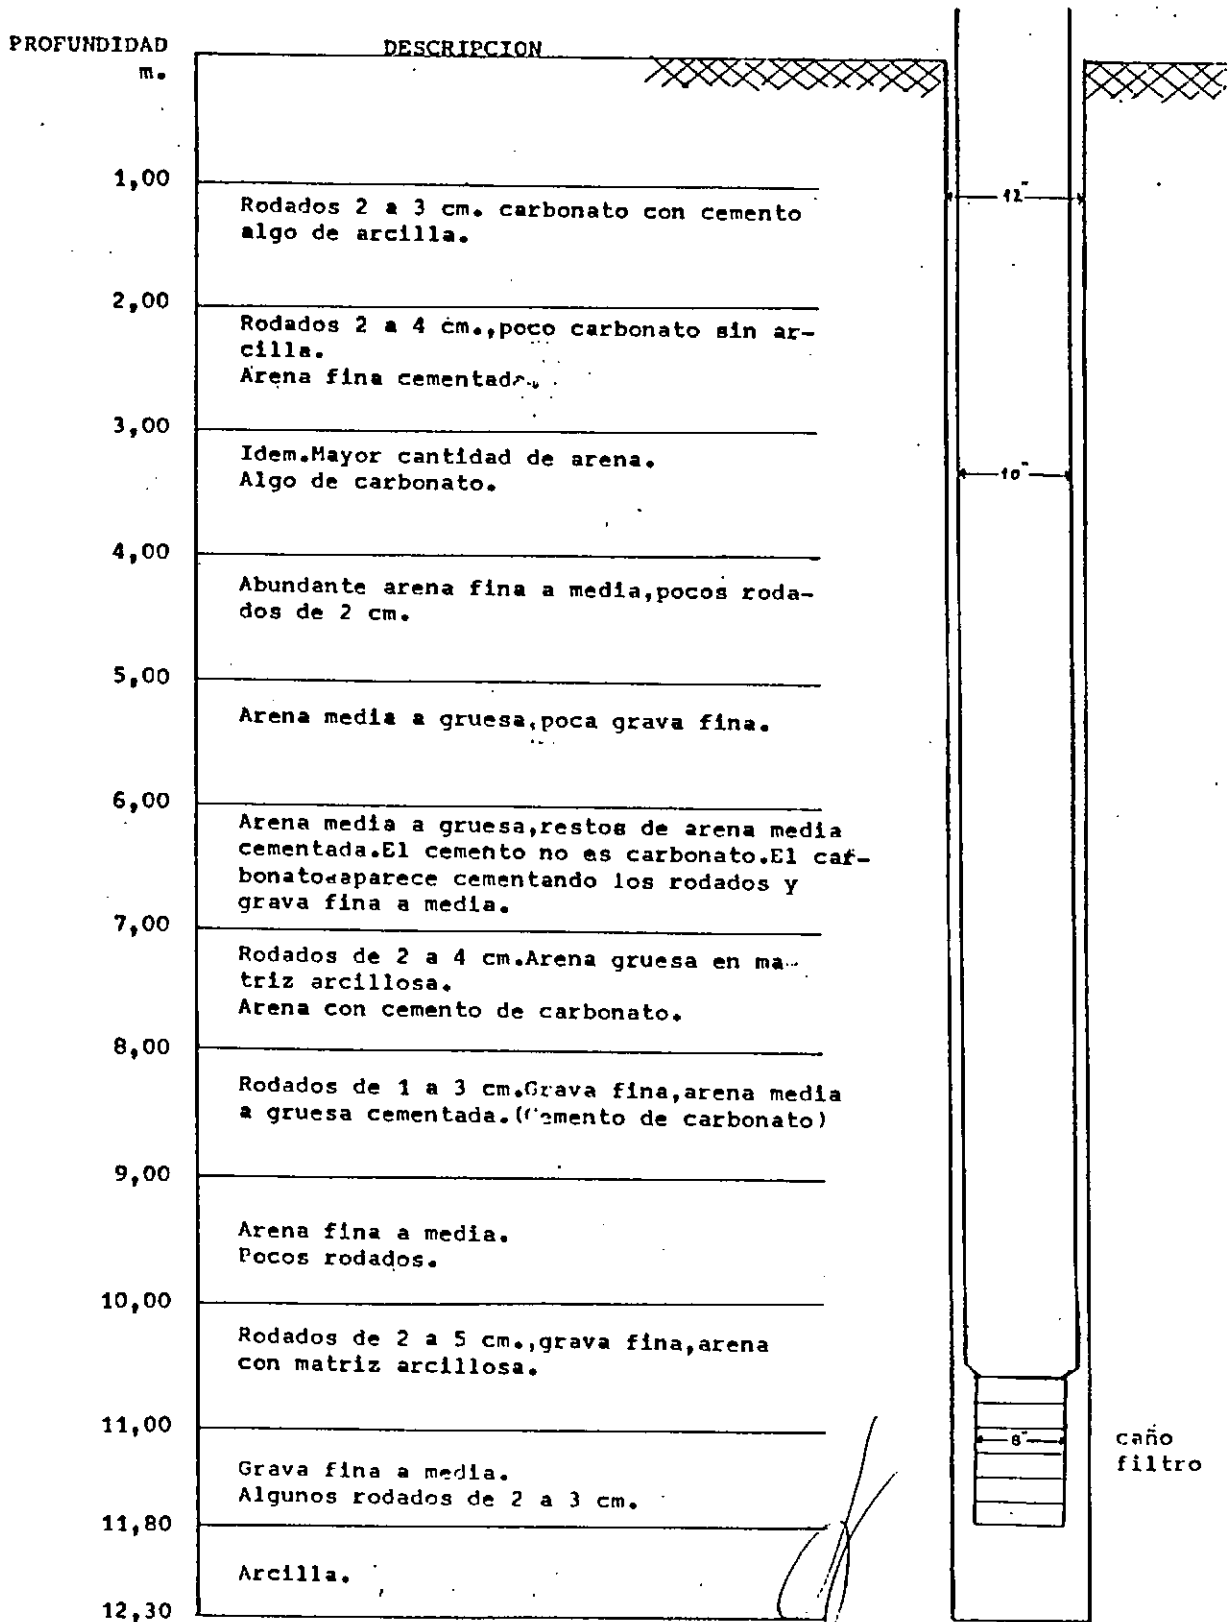 PROFUNDIDAD
m.
DESCRIPCION
1,00
12"
Rodados 2 a 3 cm. carbonato con cemento
algo de arcilla.
2,00
Rodados 2 a 4 cm.,poco carbonato sin ar-
cilla.
Arena fina cementada.
3,00
Idem.Mayor cantidad de arena.
Algo de carbonato.
10"
4,00
Abundante arena fina a media,pocos roda-
dos de 2 cm.
5,00
Arena media a gruesa,poca grava fina.
6,00
Arena media a gruesa,restos de arena media
cementada.El cemento no es carbonato.El car-
bonato aparece cementando los rodados y
grava fina a media.
7,00
Rodados de 2 a 4 cm.Arena gruesa en ma-
triz arcillosa.
Arena con cemento de carbonato.
8,00
Rodados de 1 a 3 cm.Grava fina,arena media
a gruesa cementada.(Cemento de carbonato)
9,00
Arena fina a media.
Pocos rodados.
10,00
Rodados de 2 a 5 cm.,grava fina,arena
con matriz arcillosa.
11,00
8"
caño
filtro
Grava fina a media.
Algunos rodados de 2 a 3 cm.
11,80
Arcilla.
12,30